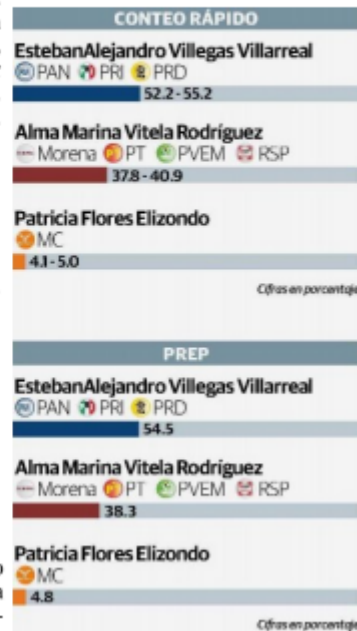 CONTEO RÁPIDO
EstebanAlejandro Villegas Villarreal
PAN PRI PRD
52.2 - 55.2
Alma Marina Vitela Rodríguez
Morena PT PVEM RSP
37.8 - 40.9
Patricia Flores Elizondo
MC
4.1 - 5.0
Cifras en porcentaje
PREP
EstebanAlejandro Villegas Villarreal
PAN PRI PRD
54.5
Alma Marina Vitela Rodríguez
Morena PT PVEM RSP
38.3
Patricia Flores Elizondo
MC
4.8
Cifras en porcentaje